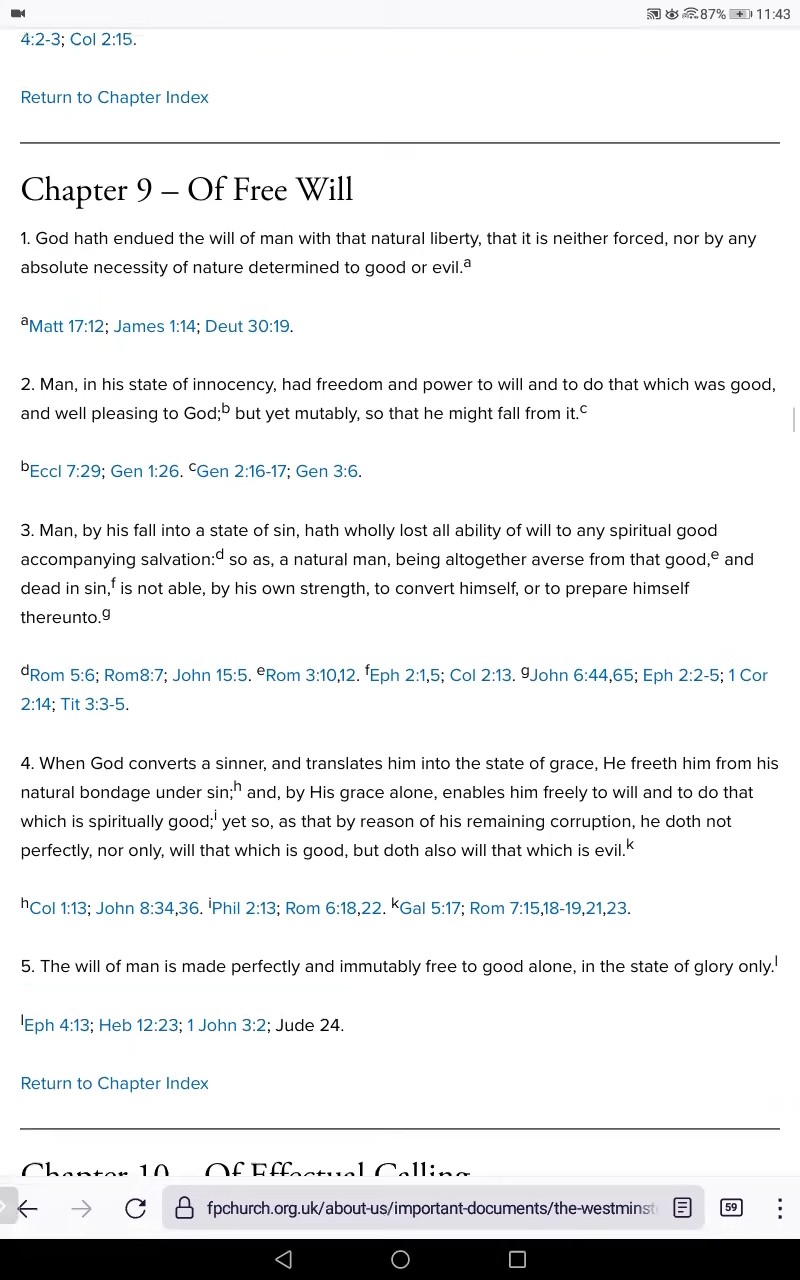 87% 11:43
4:2-3; Col 2:15.
Return to Chapter Index
Chapter 9 – Of Free Will
1. God hath endued the will of man with that natural liberty, that it is neither forced, nor by any
absolute necessity of nature determined to good or evil.a
aMatt 17:12; James 1:14; Deut 30:19.
2. Man, in his state of innocency, had freedom and power to will and to do that which was good,
and well pleasing to God;b but yet mutably, so that he might fall from it.c
bEccl 7:29; Gen 1:26. cGen 2:16-17; Gen 3:6.
3. Man, by his fall into a state of sin, hath wholly lost all ability of will to any spiritual good
accompanying salvation:d so as, a natural man, being altogether averse from that good,e and
dead in sin,f is not able, by his own strength, to convert himself, or to prepare himself
thereunto.g
dRom 5:6; Rom8:7; John 15:5. eRom 3:10,12. fEph 2:1,5; Col 2:13. gJohn 6:44,65; Eph 2:2-5; 1 Cor
2:14; Tit 3:3-5.
4. When God converts a sinner, and translates him into the state of grace, He freeth him from his
natural bondage under sin;h and, by His grace alone, enables him freely to will and to do that
which is spiritually good;i yet so, as that by reason of his remaining corruption, he doth not
perfectly, nor only, will that which is good, but doth also will that which is evil.k
hCol 1:13; John 8:34,36. iPhil 2:13; Rom 6:18,22. kGal 5:17; Rom 7:15,18-19,21,23.
5. The will of man is made perfectly and immutably free to good alone, in the state of glory only.l
lEph 4:13; Heb 12:23; 1 John 3:2; Jude 24.
Return to Chapter Index
Chapter 10 – Of Effectual Calling
fpchurch.org.uk/about-us/important-documents/the-westminst 59